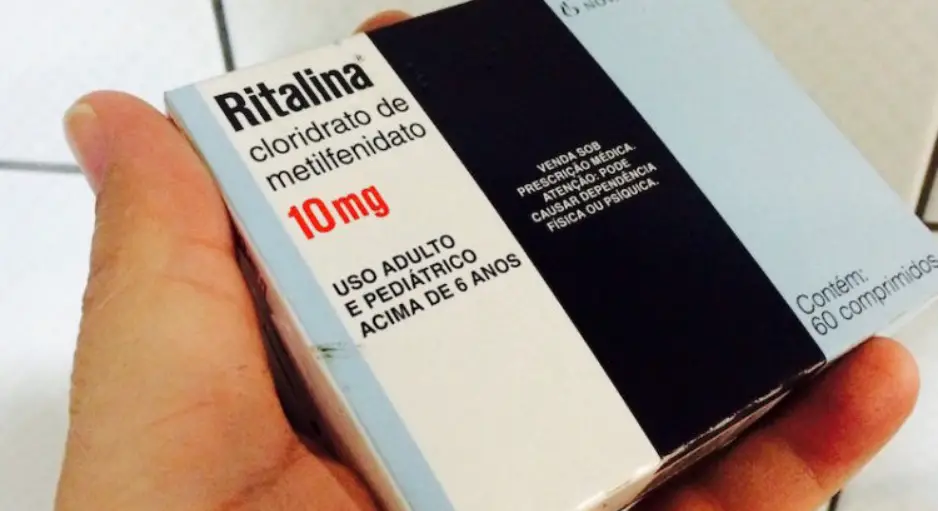 Ritalina®
cloridrato de
metilfenidato
10mg
USO ADULTO
E PEDIÁTRICO
ACIMA DE 6 ANOS
VENDA SOB
PRESCRIÇÃO MÉDICA.
ATENÇÃO: PODE
CAUSAR DEPENDÊNCIA
FÍSICA OU PSÍQUICA.
Contém:
60 comprimidos